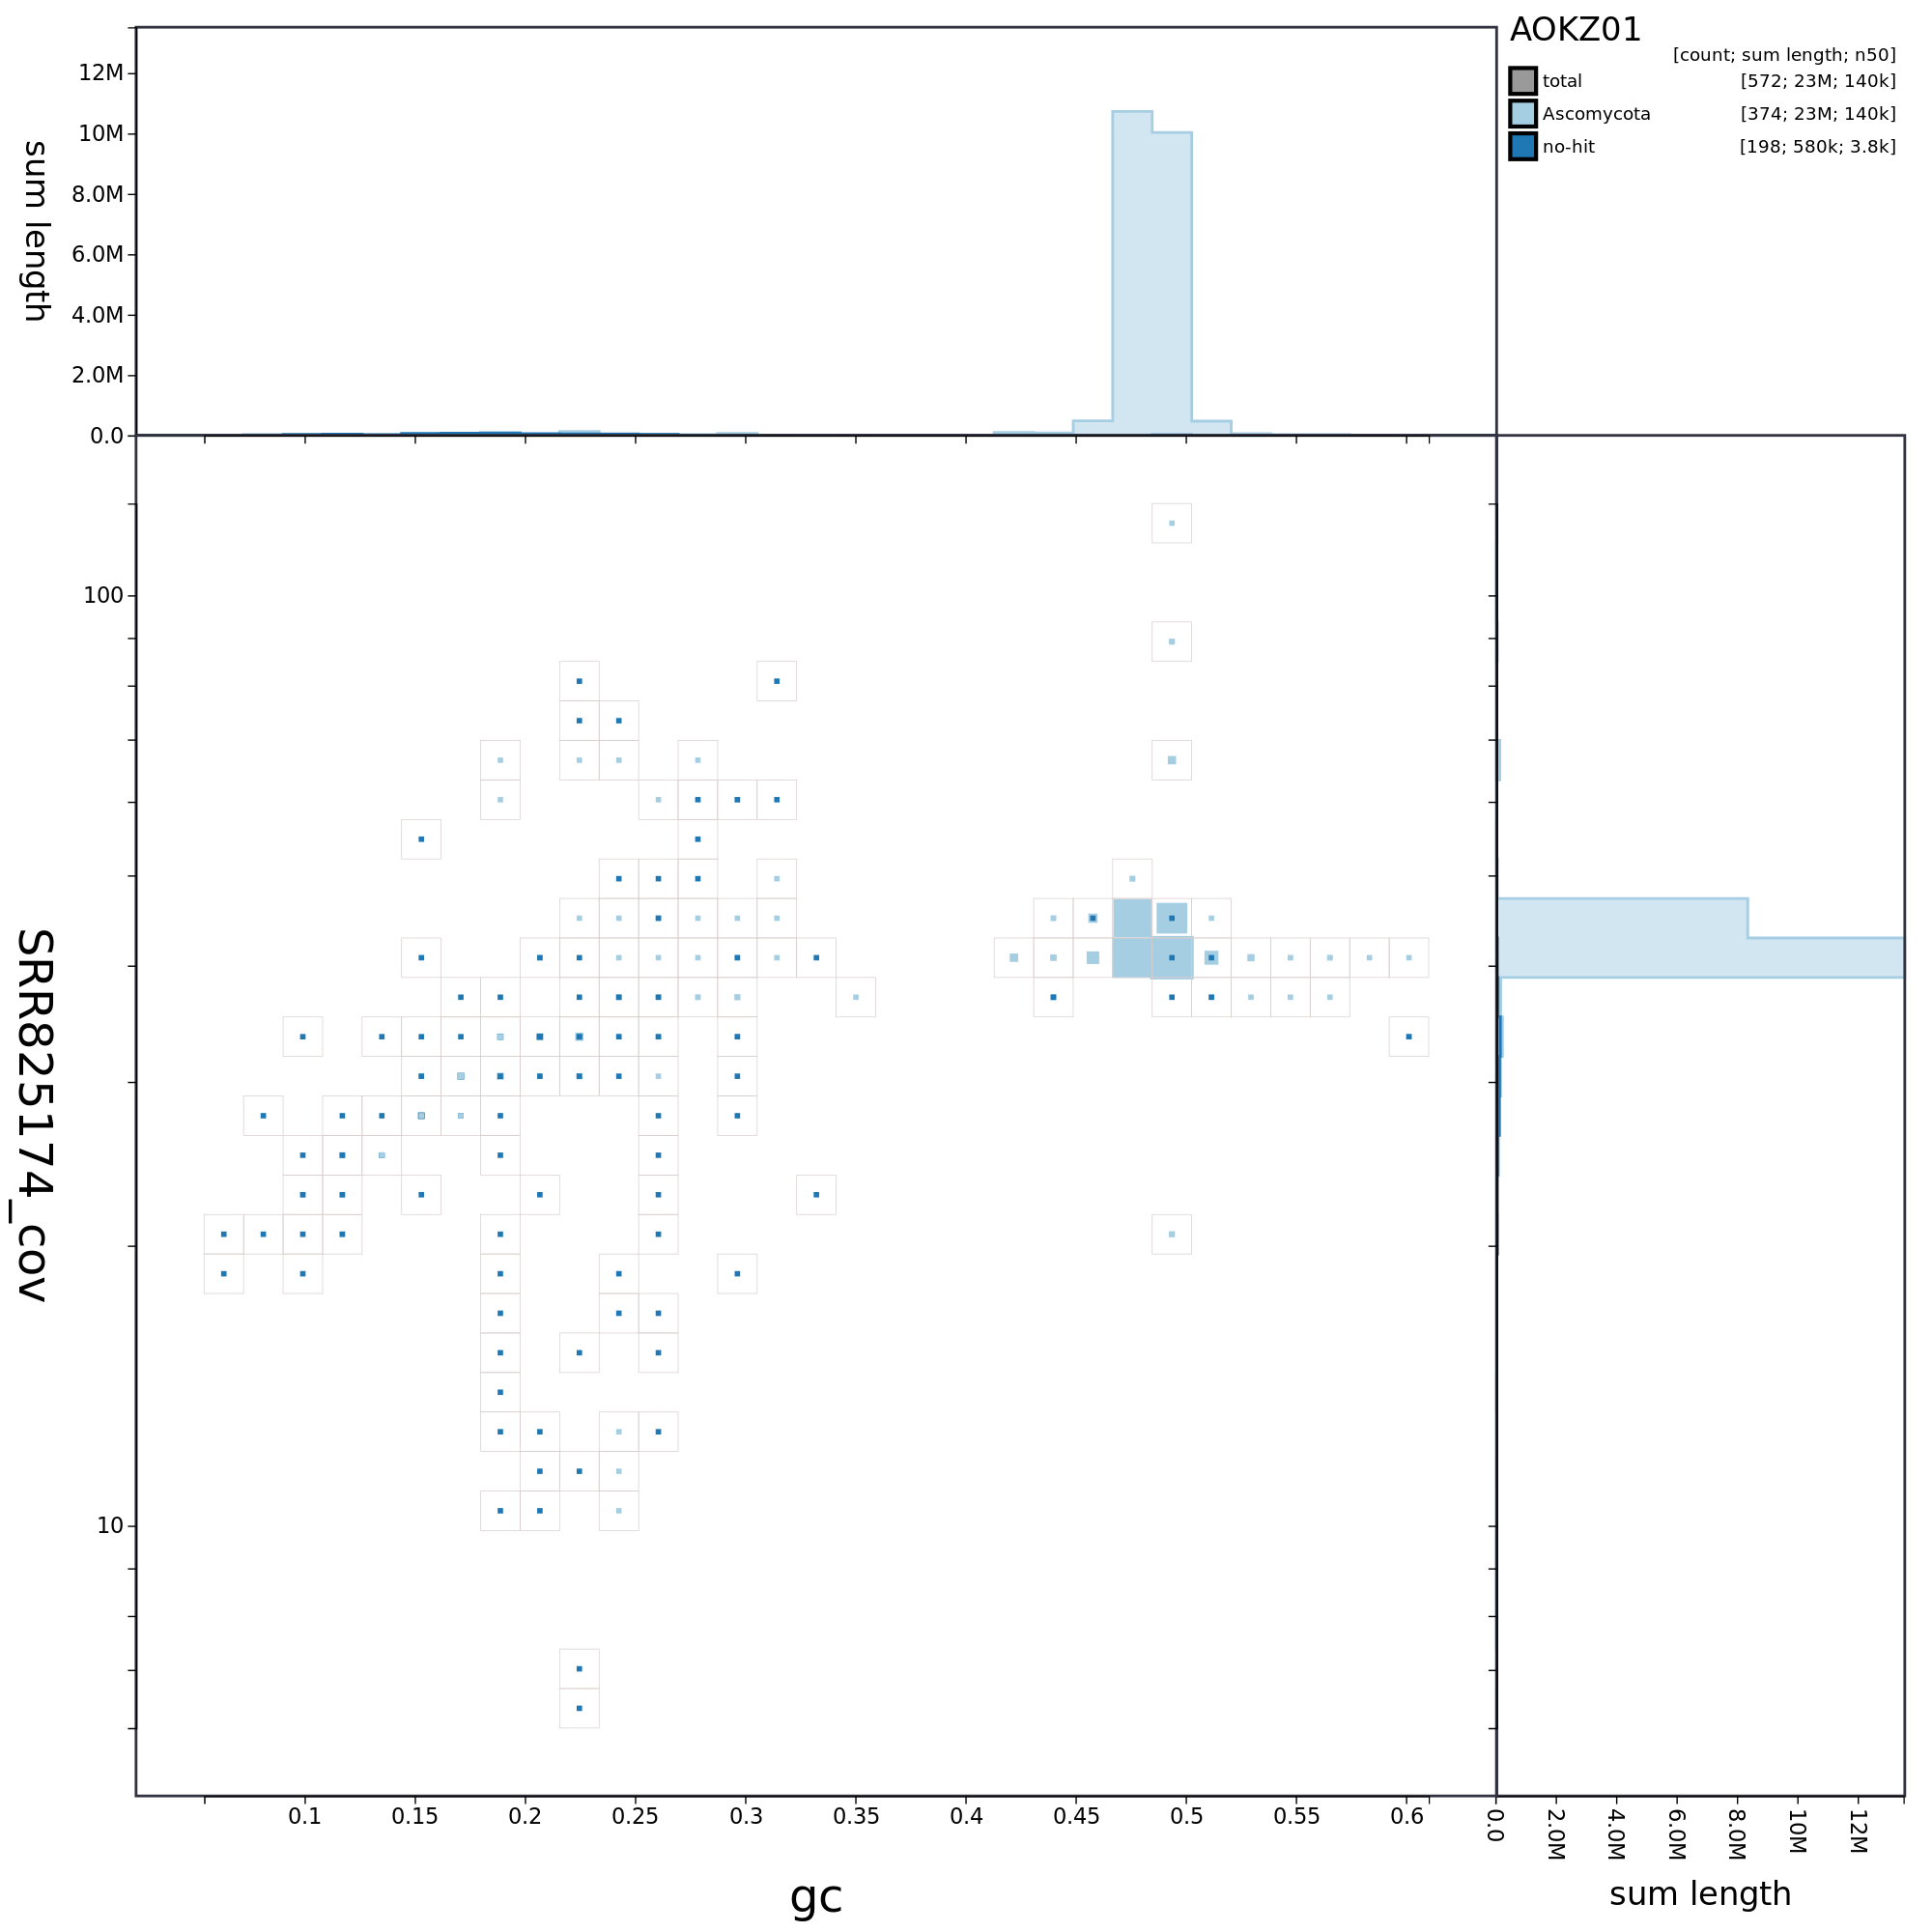 AOKZ01
[count; sum length; n50]
total [572; 23M; 140k]
Ascomycota [374; 23M; 140k]
no-hit [198; 580k; 3.8k]
sum length
12M
10M
8.0M
6.0M
4.0M
2.0M
0.0
SRR825174_cov
100
10
0.1 0.15 0.2 0.25 0.3 0.35 0.4 0.45 0.5 0.55 0.6
gc
0.0 2.0M 4.0M 6.0M 8.0M 10M 12M
sum length